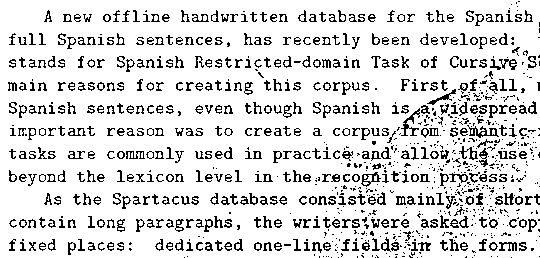 A new offline handwritten database for the Spanish
full Spanish sentences, has recently been developed:
stands for Spanish Restricted-domain Task of Cursive
main reasons for creating this corpus. First of all,
Spanish sentences, even though Spanish is a widespread
important reason was to create a corpus from semantic-
tasks are commonly used in practice and allow the use
beyond the lexicon level in the recognition process.
As the Spartacus database consisted mainly of short
contain long paragraphs, the writers were asked to copy
fixed places: dedicated one-line fields in the forms.